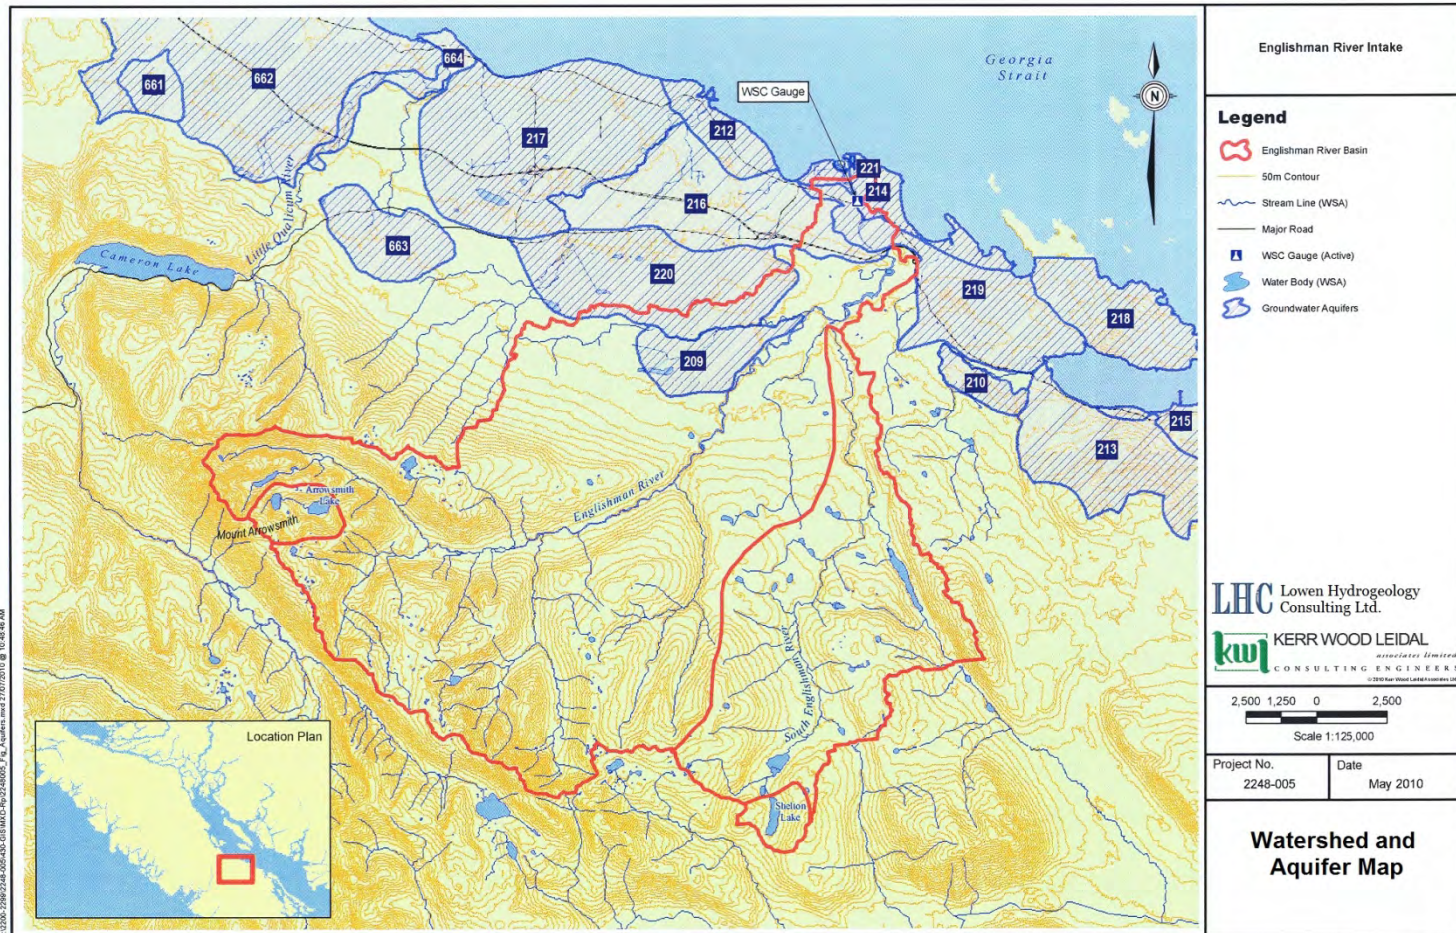 Georgia
Strait
WSC Gauge
661
662
664
217
212
221
214
216
663
220
219
218
209
210
215
213
Little Qualicum River
Cameron Lake
Arrowsmith
Lake
Mount Arrowsmith
Englishman River
South Englishman River
Shelton
Lake
Location Plan
N
Englishman River Intake
Legend
Englishman River Basin
50m Contour
Stream Line (WSA)
Major Road
WSC Gauge (Active)
Water Body (WSA)
Groundwater Aquifers
LHC Lowen Hydrogeology
Consulting Ltd.
kwl KERR WOOD LEIDAL
associates limited
CONSULTING ENGINEERS
2,500 1,250 0 2,500
Scale 1:125,000
Project No.
2248-005
Date
May 2010
Watershed and
Aquifer Map